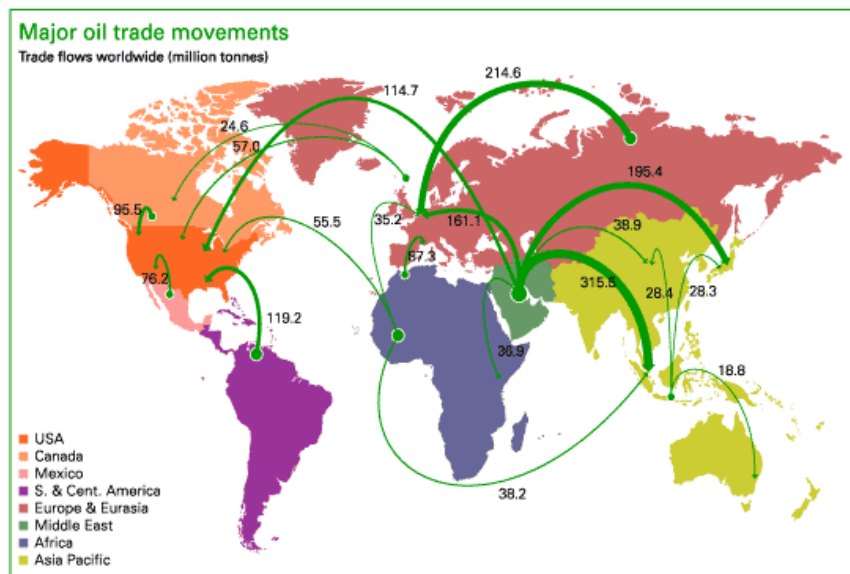 Major oil trade movements
Trade flows worldwide (million tonnes)
114.7
214.6
24.6
57.0
195.4
95.5
55.5
35.2
161.1
38.9
87.3
76.2
315.5
28.4
28.3
119.2
36.9
18.8
38.2
USA
Canada
Mexico
S. & Cent. America
Europe & Eurasia
Middle East
Africa
Asia Pacific